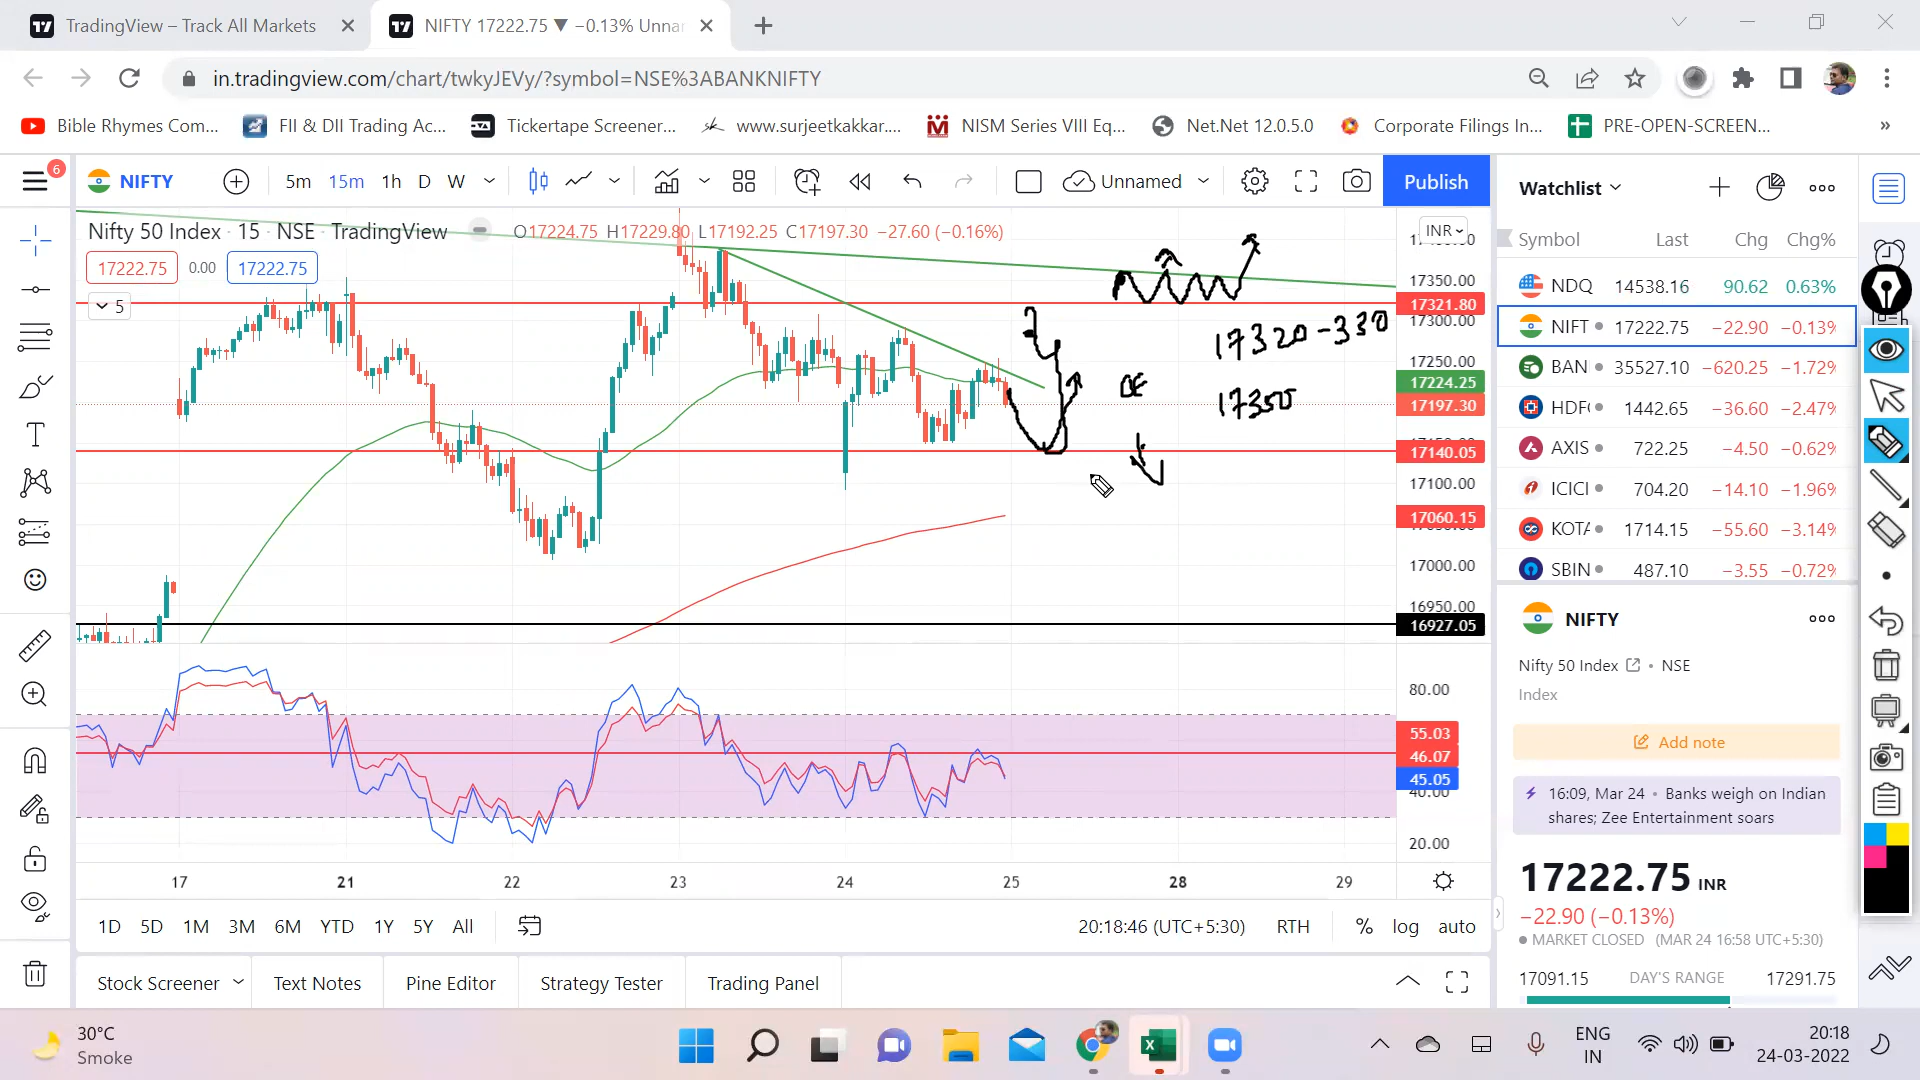 TradingView – Track All Markets
NIFTY 17222.75 ▼ −0.13% Unnar
in.tradingview.com/chart/twkyJEVy/?symbol=NSE%3ABANKNIFTY
Bible Rhymes Com...
FII & DII Trading Ac...
Tickertape Screener...
www.surjeetkakkar....
NISM Series VIII Eq...
Net.Net 12.0.5.0
Corporate Filings In...
PRE-OPEN-SCREEN...
»
6
NIFTY
5m 15m 1h D W
Unnamed
Publish
Nifty 50 Index · 15 · NSE · TradingView
O17224.75 H17229.80 L17192.25 C17197.30 −27.60 (−0.16%)
17222.75 0.00 17222.75
5
INR
17350.00
17321.80
17300.00
17250.00
17224.25
17197.30
17140.05
17100.00
17060.15
17000.00
16950.00
16927.05
17320-330
17350
80.00
55.03
46.07
45.05
40.00
20.00
17 21 22 23 24 25 28 29
1D 5D 1M 3M 6M YTD 1Y 5Y All
20:18:46 (UTC+5:30) RTH % log auto
Stock Screener
Text Notes
Pine Editor
Strategy Tester
Trading Panel
Watchlist
Symbol Last Chg Chg%
NDQ 14538.16 90.62 0.63%
NIFT 17222.75 −22.90 −0.13%
BAN 35527.10 −620.25 −1.72%
HDF 1442.65 −36.60 −2.47%
AXIS 722.25 −4.50 −0.62%
ICICI 704.20 −14.10 −1.96%
KOTA 1714.15 −55.60 −3.14%
SBIN 487.10 −3.55 −0.72%
NIFTY
Nifty 50 Index • NSE
Index
Add note
16:09, Mar 24 • Banks weigh on Indian
shares; Zee Entertainment soars
17222.75 INR
−22.90 (−0.13%)
MARKET CLOSED (MAR 24 16:58 UTC+5:30)
17091.15 DAY'S RANGE 17291.75
30°C
Smoke
ENG
IN
20:18
24-03-2022